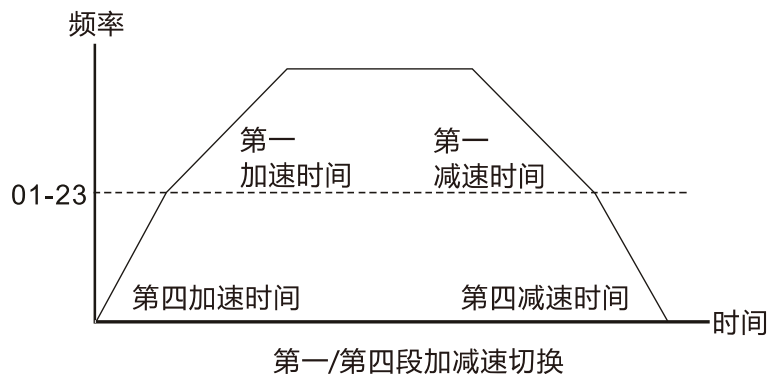 频率
第一
加速时间
第一
减速时间
01-23
第四加速时间
第四减速时间
时间
第一/第四段加减速切换